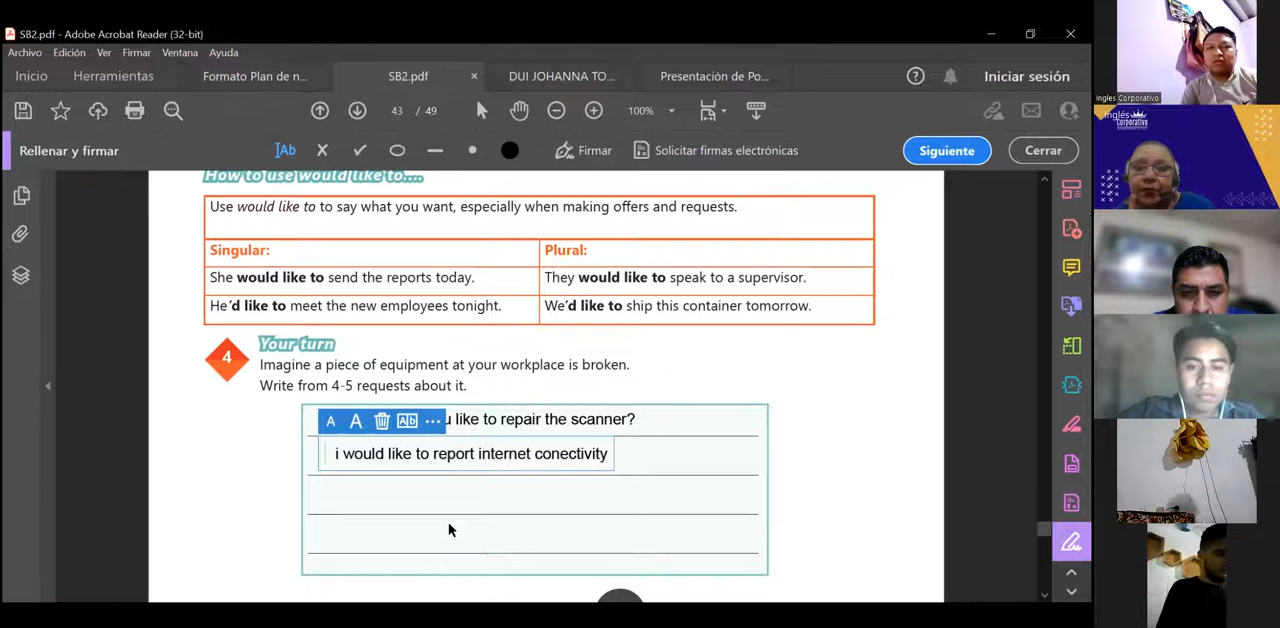 SB2.pdf - Adobe Acrobat Reader (32-bit)
Archivo Edición Ver Firmar Ventana Ayuda
Inicio Herramientas Formato Plan de n... SB2.pdf × DUI JOHANNA TO... Presentación de Po... Iniciar sesión
43 / 49 100%
Rellenar y firmar Ab Firmar Solicitar firmas electrónicas Siguiente Cerrar
How to use would like to....
Use would like to to say what you want, especially when making offers and requests.
Singular: Plural:
She would like to send the reports today. They would like to speak to a supervisor.
He'd like to meet the new employees tonight. We'd like to ship this container tomorrow.
4 Your turn
Imagine a piece of equipment at your workplace is broken.
Write from 4-5 requests about it.
A A Ab ... u like to repair the scanner?
i would like to report internet conectivity
Ingles Corporativo
Inglés
Corporativo